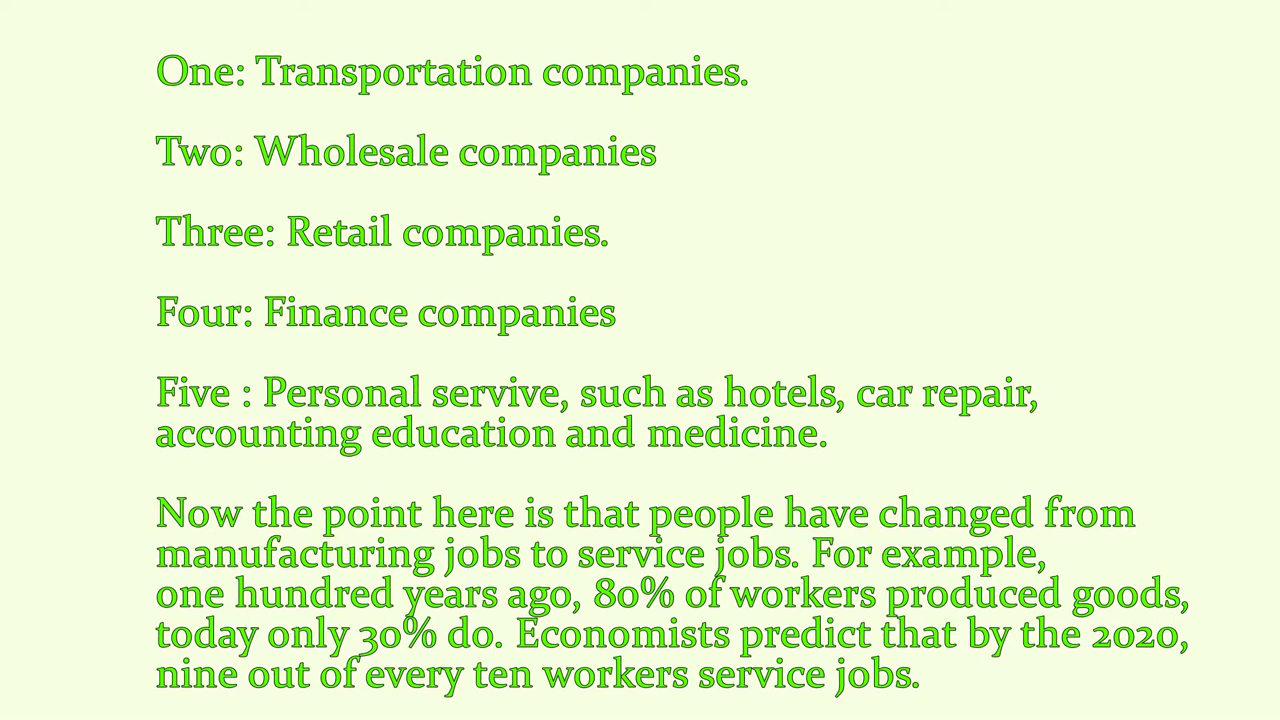 One: Transportation companies.
Two: Wholesale companies
Three: Retail companies.
Four: Finance companies
Five : Personal servive, such as hotels, car repair,
accounting education and medicine.
Now the point here is that people have changed from
manufacturing jobs to service jobs. For example,
one hundred years ago, 80% of workers produced goods,
today only 30% do. Economists predict that by the 2020,
nine out of every ten workers service jobs.